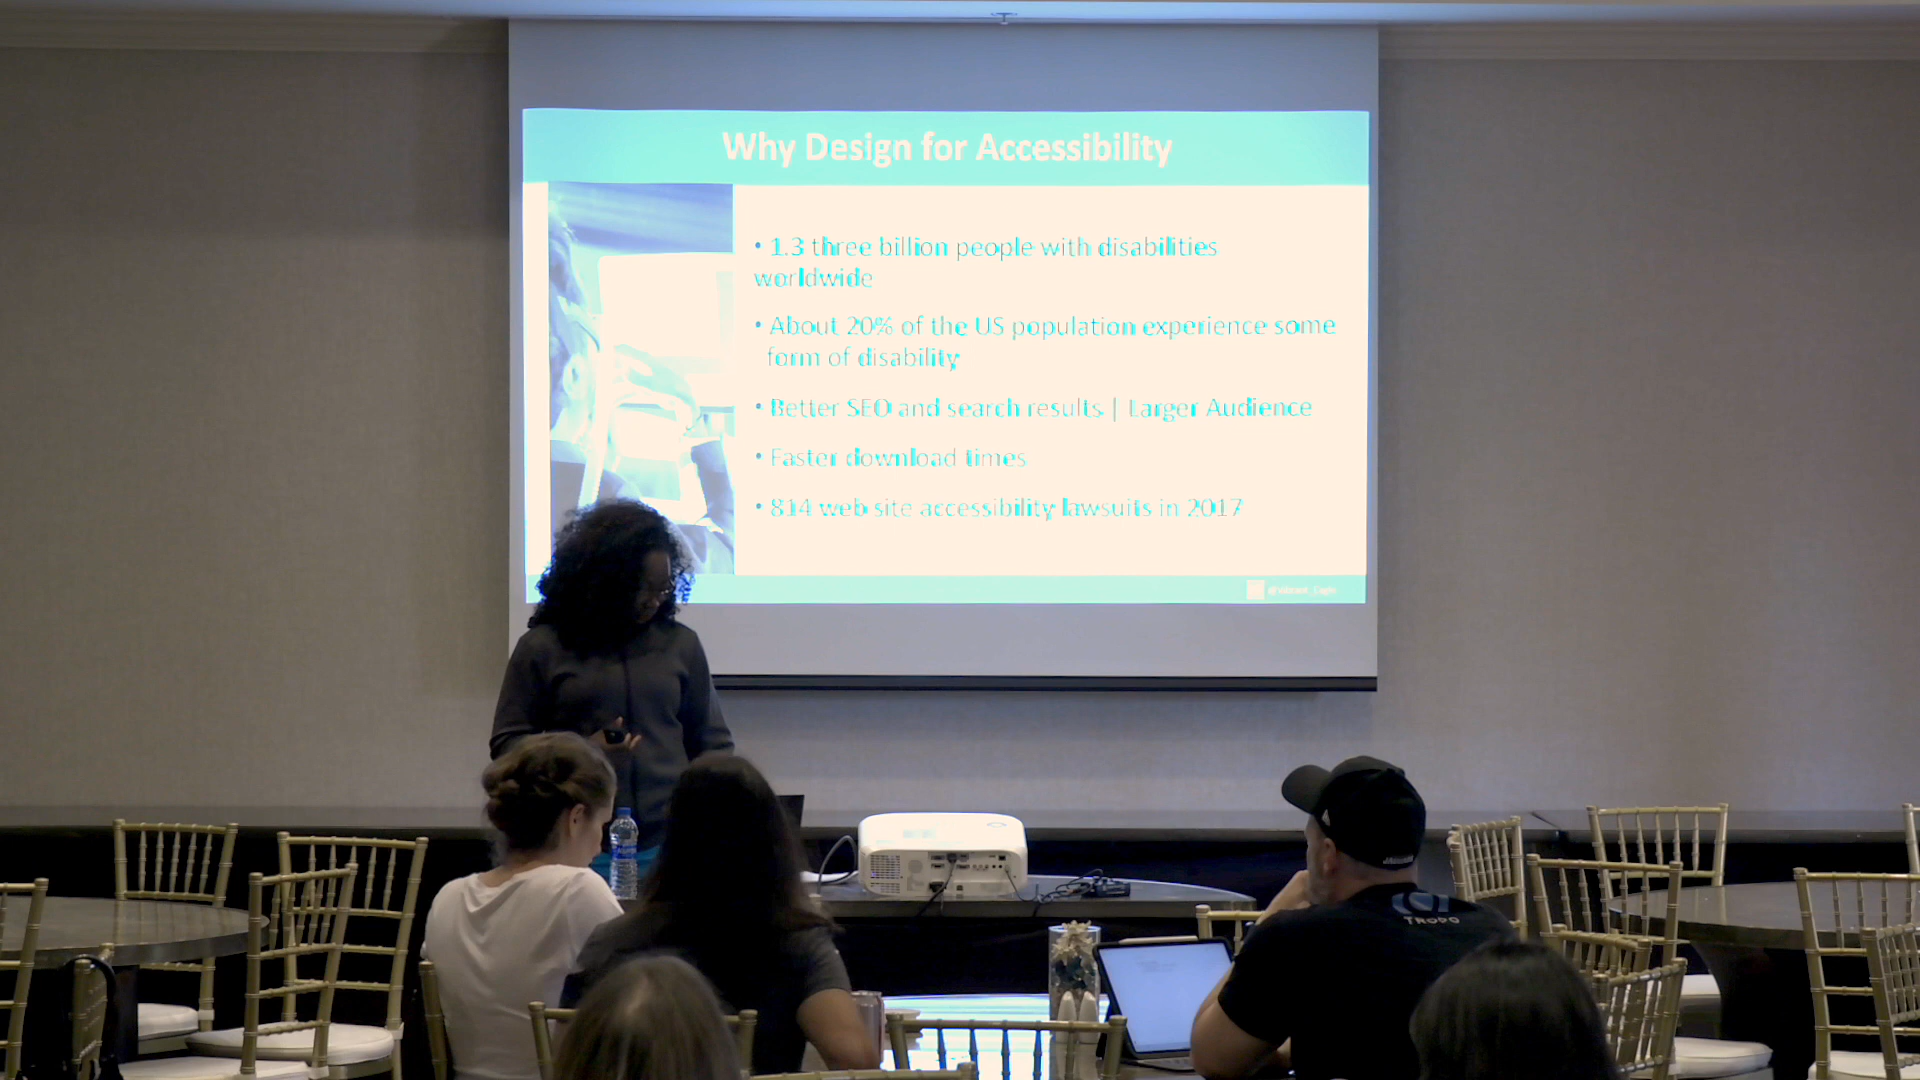 Why Design for Accessibility
• 1.3 three billion people with disabilities
worldwide
• About 20% of the US population experience some
form of disability
• Better SEO and search results | Larger Audience
• Faster download times
• 814 web site accessibility lawsuits in 2017
TROPO